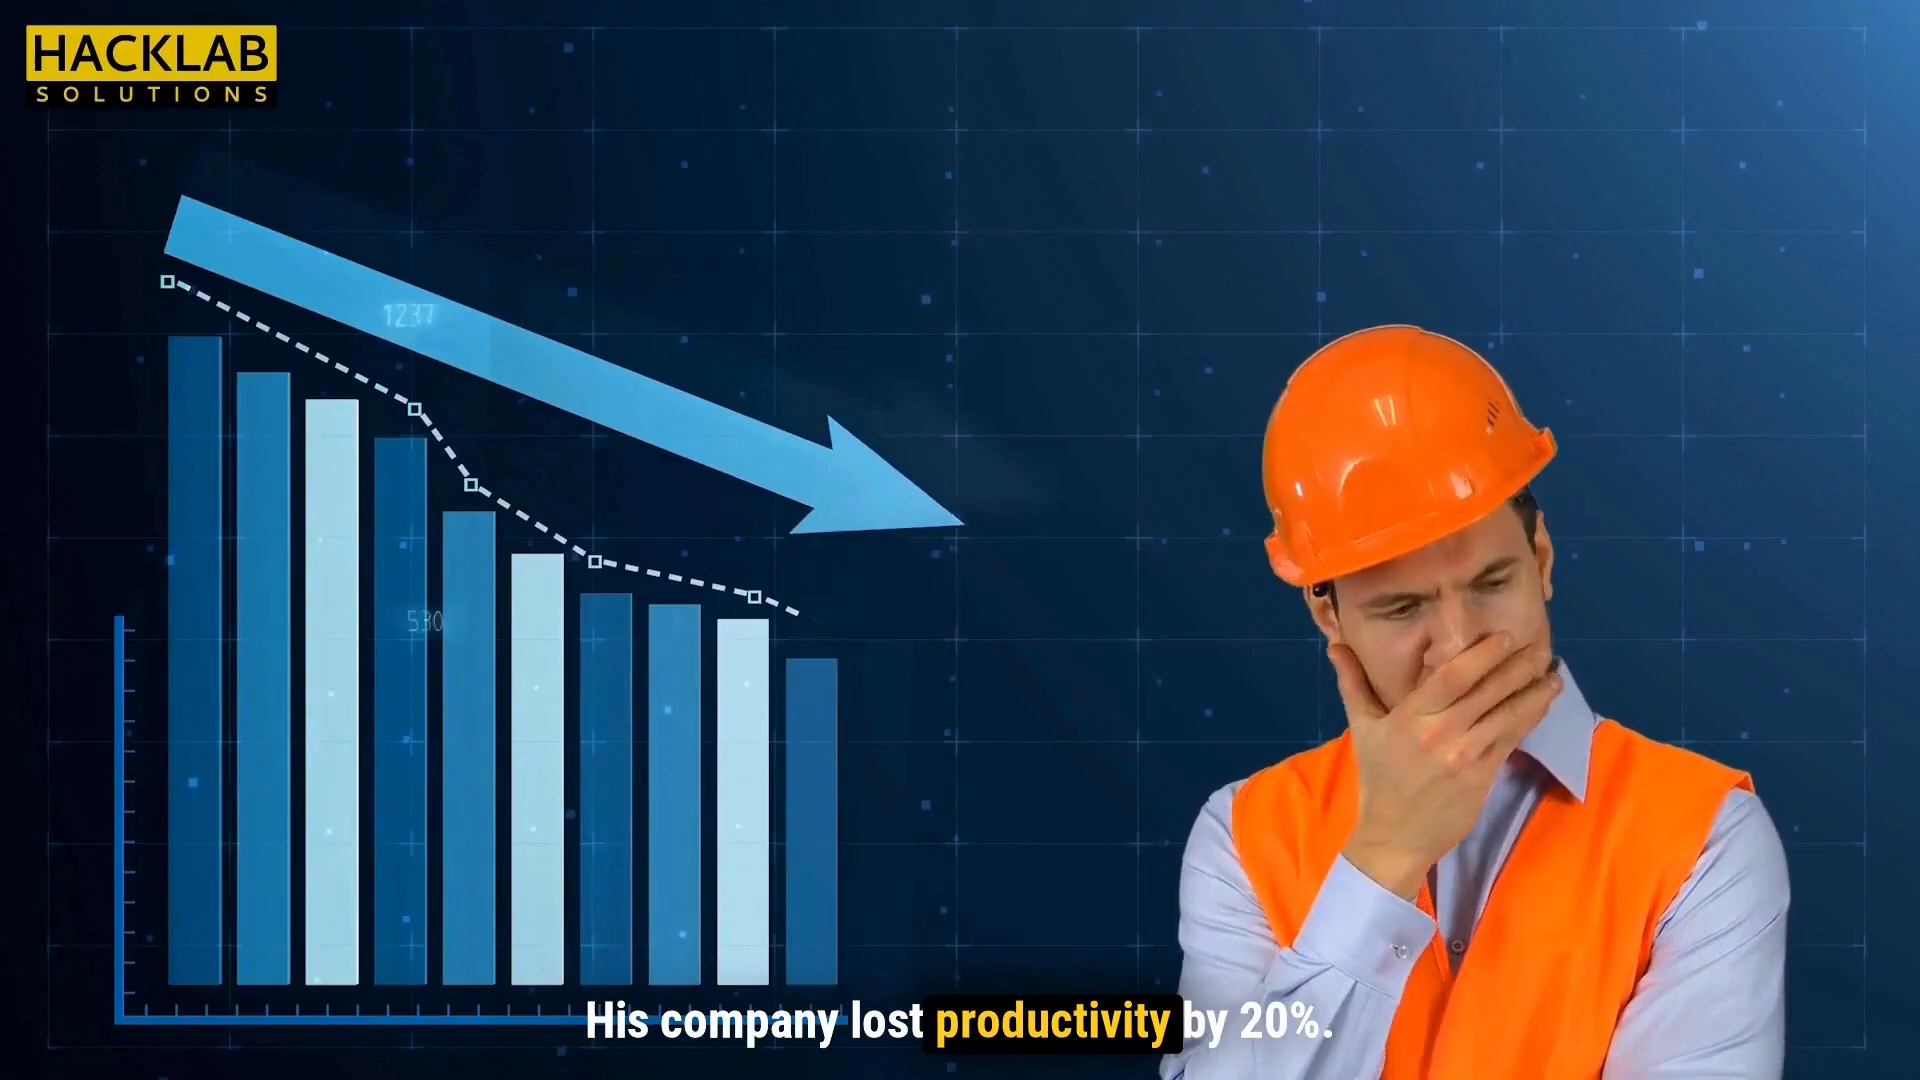 HACKLAB
SOLUTIONS
1237
530
His company lost productivity by 20%.